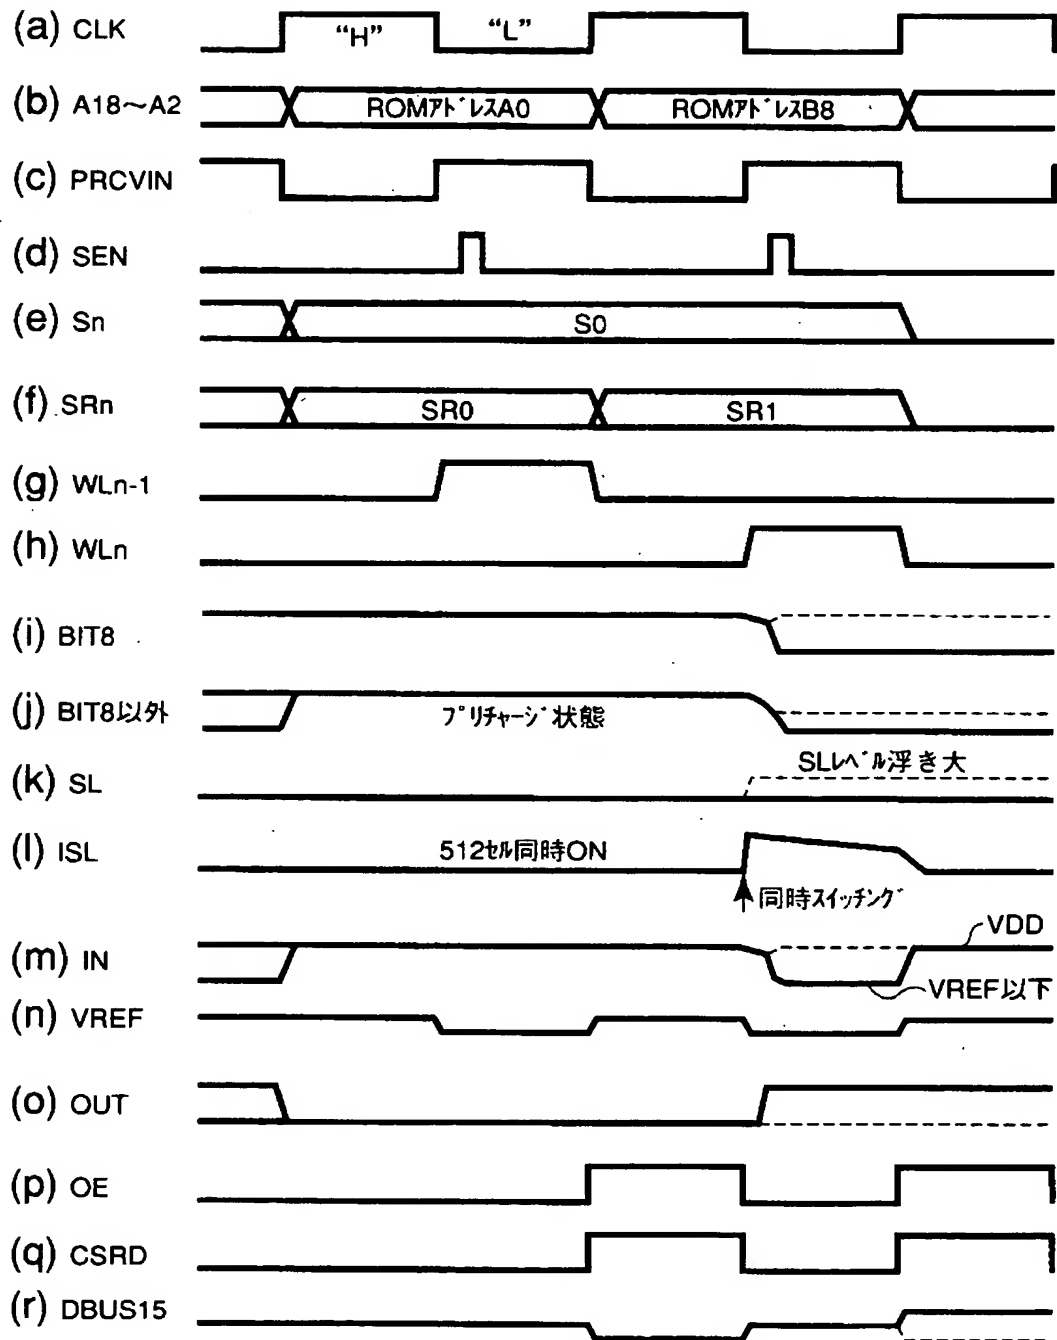 (a) CLK
“H”
“L”
(b) A18～A2
ROMｱﾄﾞﾚｽA0
ROMｱﾄﾞﾚｽB8
(c) PRCVIN
(d) SEN
(e) Sn
S0
(f) SRn
SR0
SR1
(g) WLn-1
(h) WLn
(i) BIT8
(j) BIT8以外
ﾌﾟﾘﾁｬｰｼﾞ状態
(k) SL
SLﾚﾍﾞﾙ浮き大
(l) ISL
512ｾﾙ同時ON
同時ｽｲｯﾁﾝｸﾞ
(m) IN
VDD
VREF以下
(n) VREF
(o) OUT
(p) OE
(q) CSRD
(r) DBUS15